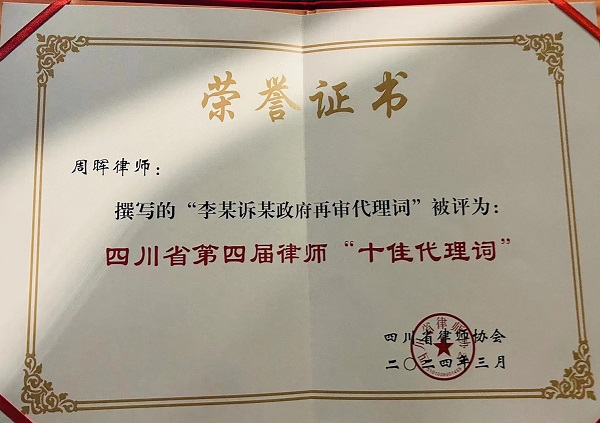 荣誉证书
周晖律师：
撰写的“李某诉某政府再审代理词”被评为：
四川省第四届律师“十佳代理词”
四川省律师协会
二〇二四年三月